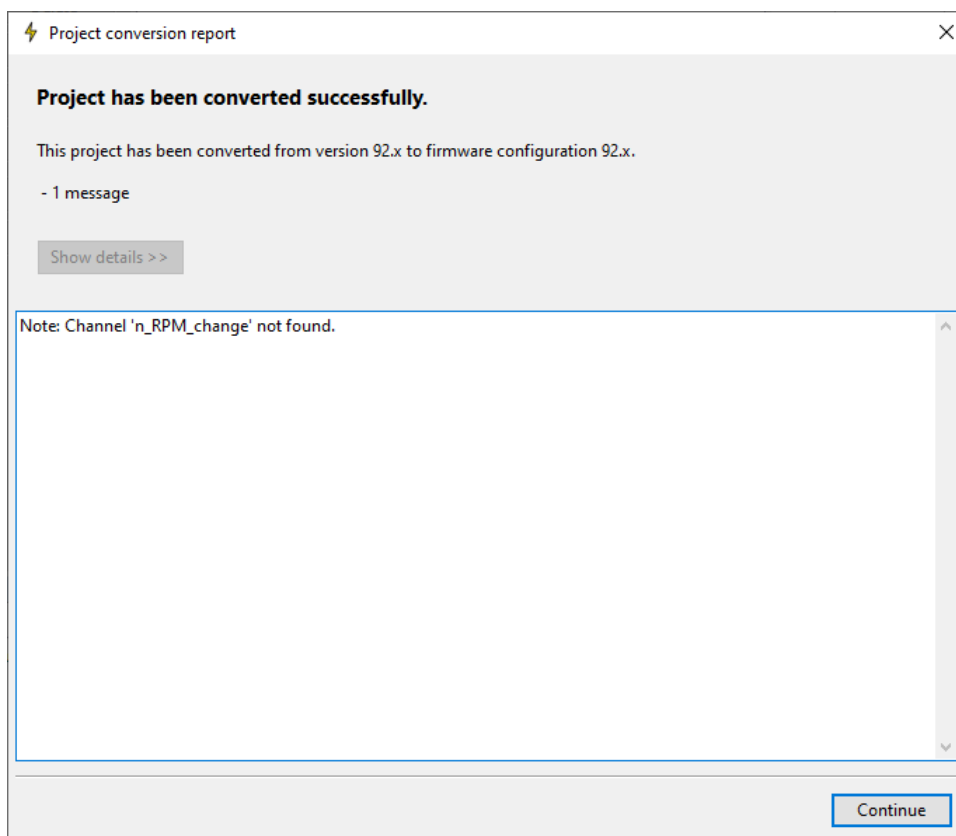 Project conversion report
Project has been converted successfully.
This project has been converted from version 92.x to firmware configuration 92.x.
- 1 message
Show details >>
Note: Channel 'n_RPM_change' not found.
Continue